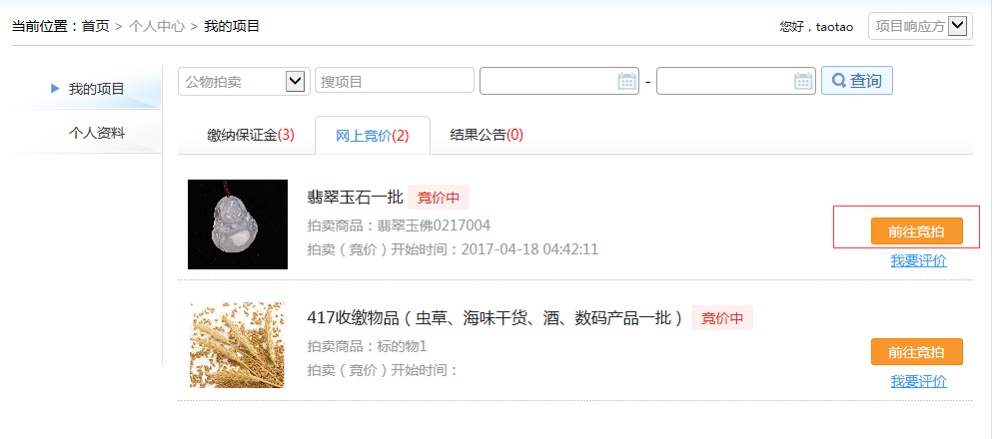 当前位置：首页 > 个人中心 > 我的项目
您好，taotao 项目响应方
我的项目
个人资料
公物拍卖 搜项目 - 查询
缴纳保证金(3) 网上竞价(2) 结果公告(0)
翡翠玉石一批 竞价中
拍卖商品：翡翠玉佛0217004
拍卖（竞价）开始时间：2017-04-18 04:42:11
前往竞拍
我要评价
417收缴物品（虫草、海味干货、酒、数码产品一批） 竞价中
拍卖商品：标的物1
拍卖（竞价）开始时间：
前往竞拍
我要评价